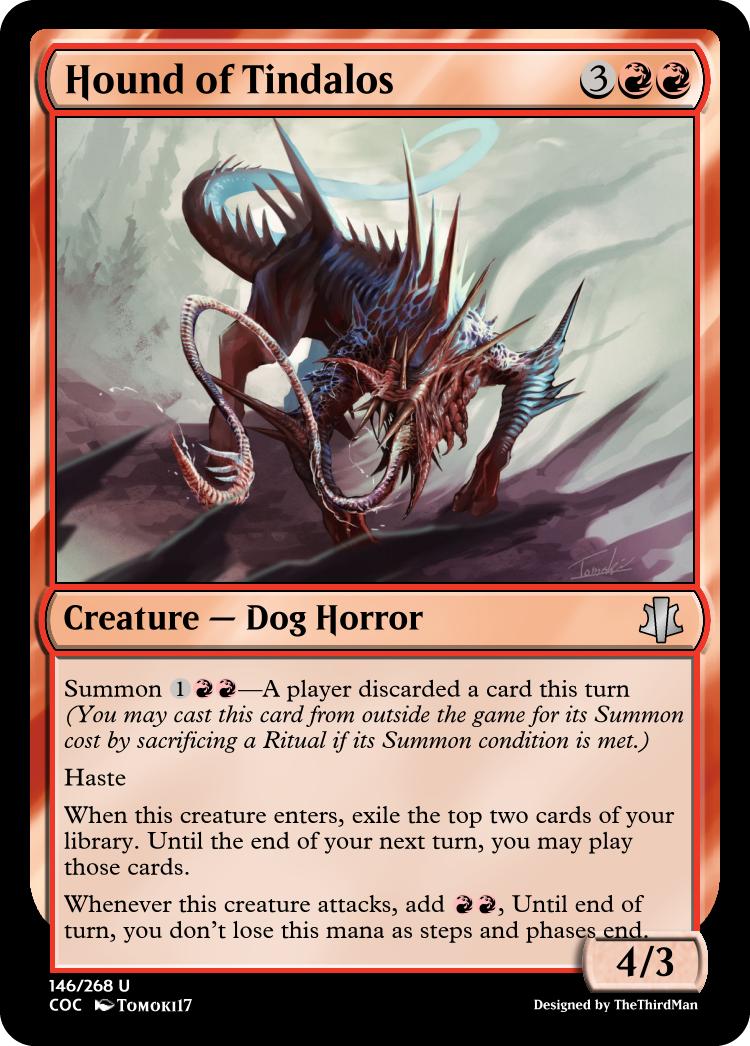 Hound of Tindalos 3
Tomoki
Creature — Dog Horror
Summon 1—A player discarded a card this turn
(You may cast this card from outside the game for its Summon
cost by sacrificing a Ritual if its Summon condition is met.)
Haste
When this creature enters, exile the top two cards of your
library. Until the end of your next turn, you may play
those cards.
Whenever this creature attacks, add , Until end of
turn, you don't lose this mana as steps and phases end.
4/3
146/268 U
COC Tomoki17
Designed by TheThirdMan